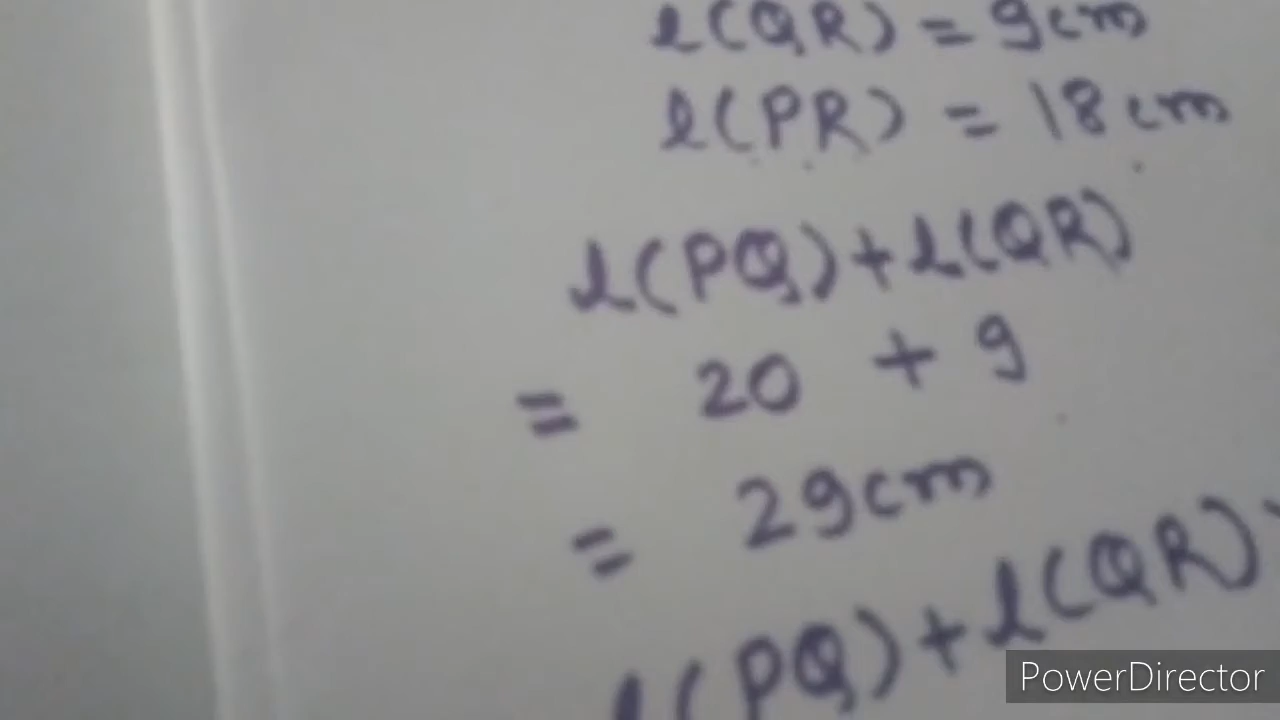 l(QR) = 9cm
l(PR) = 18cm
l(PQ)+l(QR)
= 20 + 9
= 29cm
l(PQ)+l(QR)
PowerDirector